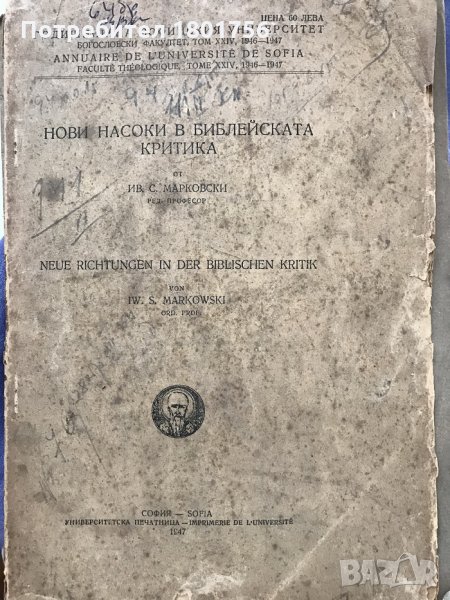 Потребител 1801756
ЦЕНА 60 ЛЕВА
УНИВЕРСИТЕТ
БОГОСЛОВСКИ ФАКУЛТЕТ, ТОМ XXIV, 1946—1947
ANNUAIRE DE L'UNIVERSITÉ DE SOFIA
FACULTÉ THÉOLOGIQUE, TOME XXIV, 1946—1947
НОВИ НАСОКИ В БИБЛЕЙСКАТА
КРИТИКА
ОТ
ИВ. С. МАРКОВСКИ
РЕД. ПРОФЕСОР
NEUE RICHTUNGEN IN DER BIBLISCHEN KRITIK
VON
IW. S. MARKOWSKI
ORD. PROF.
СОФИЯ — SOFIA
УНИВЕРСИТЕТСКА ПЕЧАТНИЦА — IMPRIMERIE DE L'UNIVERSITÉ
1947
BAZAR